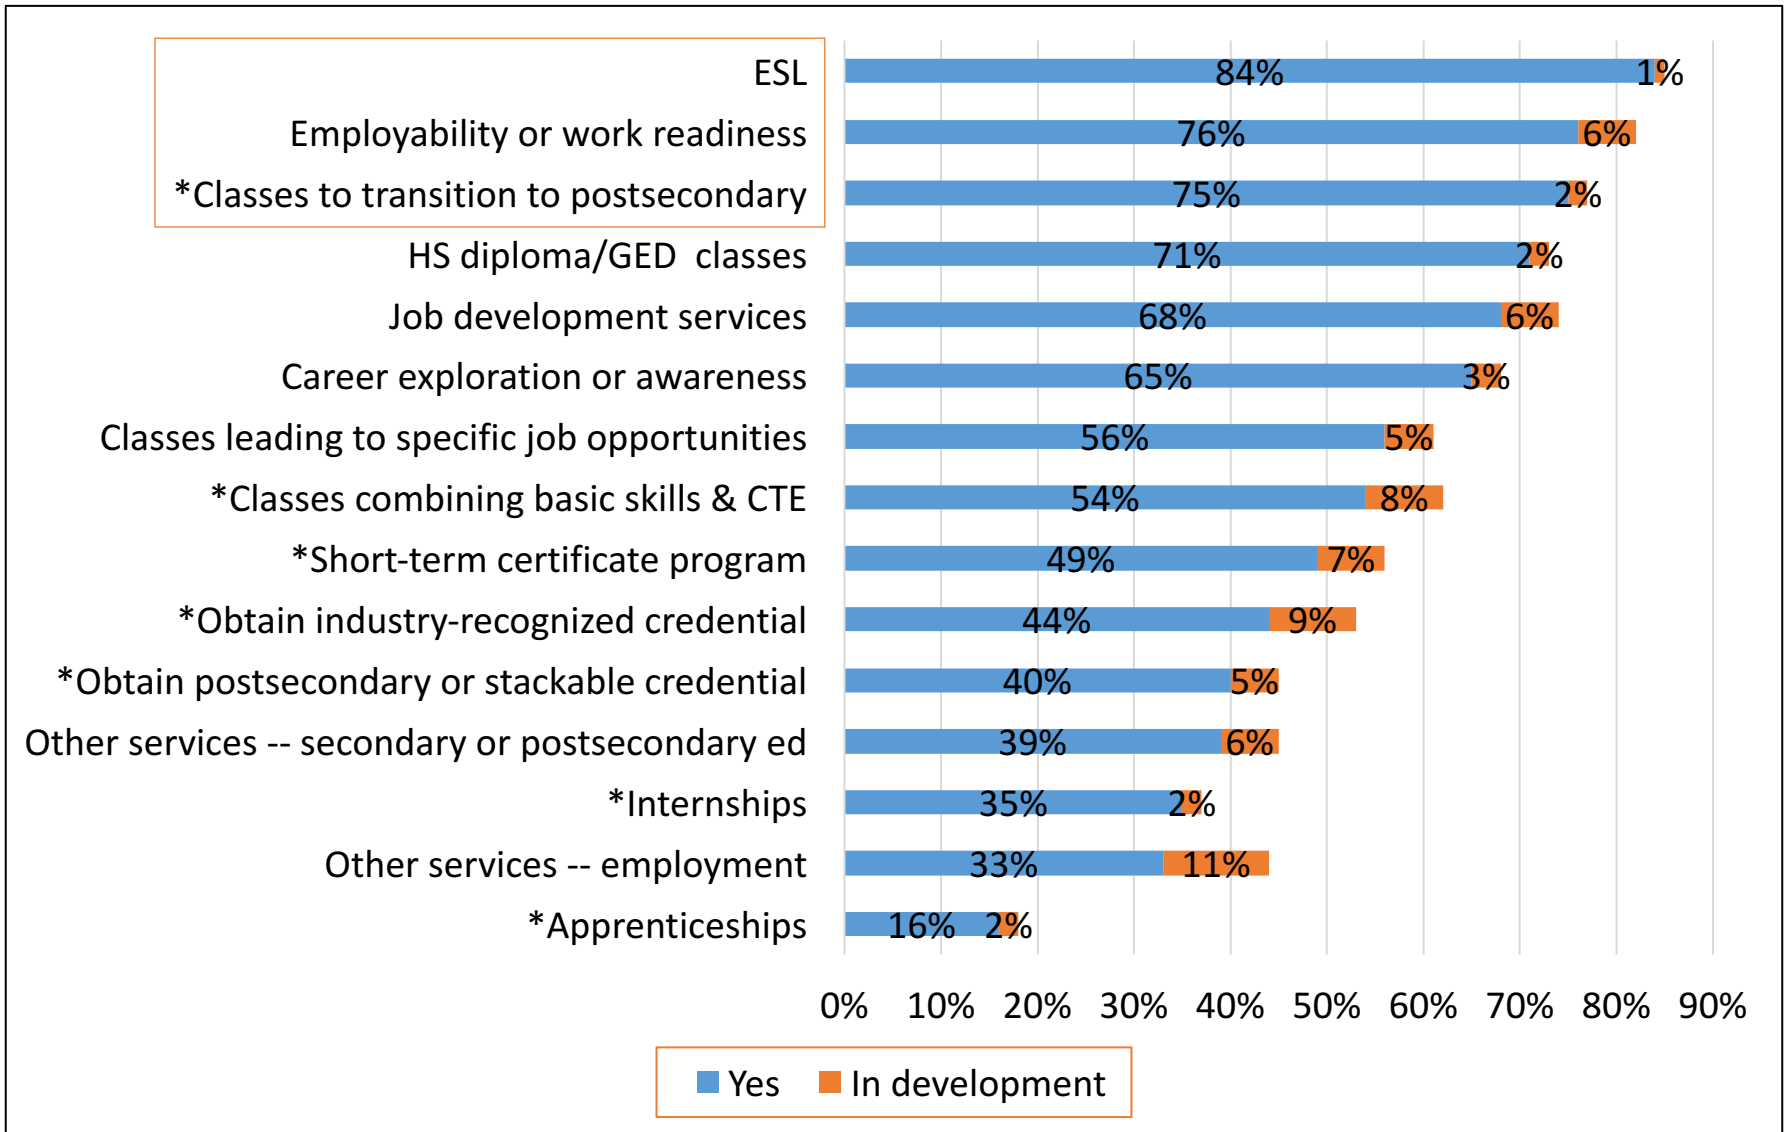 ESL 84% 1%
Employability or work readiness 76% 6%
*Classes to transition to postsecondary 75% 2%
HS diploma/GED  classes 71% 2%
Job development services 68% 6%
Career exploration or awareness 65% 3%
Classes leading to specific job opportunities 56% 5%
*Classes combining basic skills & CTE 54% 8%
*Short-term certificate program 49% 7%
*Obtain industry-recognized credential 44% 9%
*Obtain postsecondary or stackable credential 40% 5%
Other services -- secondary or postsecondary ed 39% 6%
*Internships 35% 2%
Other services -- employment 33% 11%
*Apprenticeships 16% 2%
0% 10% 20% 30% 40% 50% 60% 70% 80% 90%
Yes In development